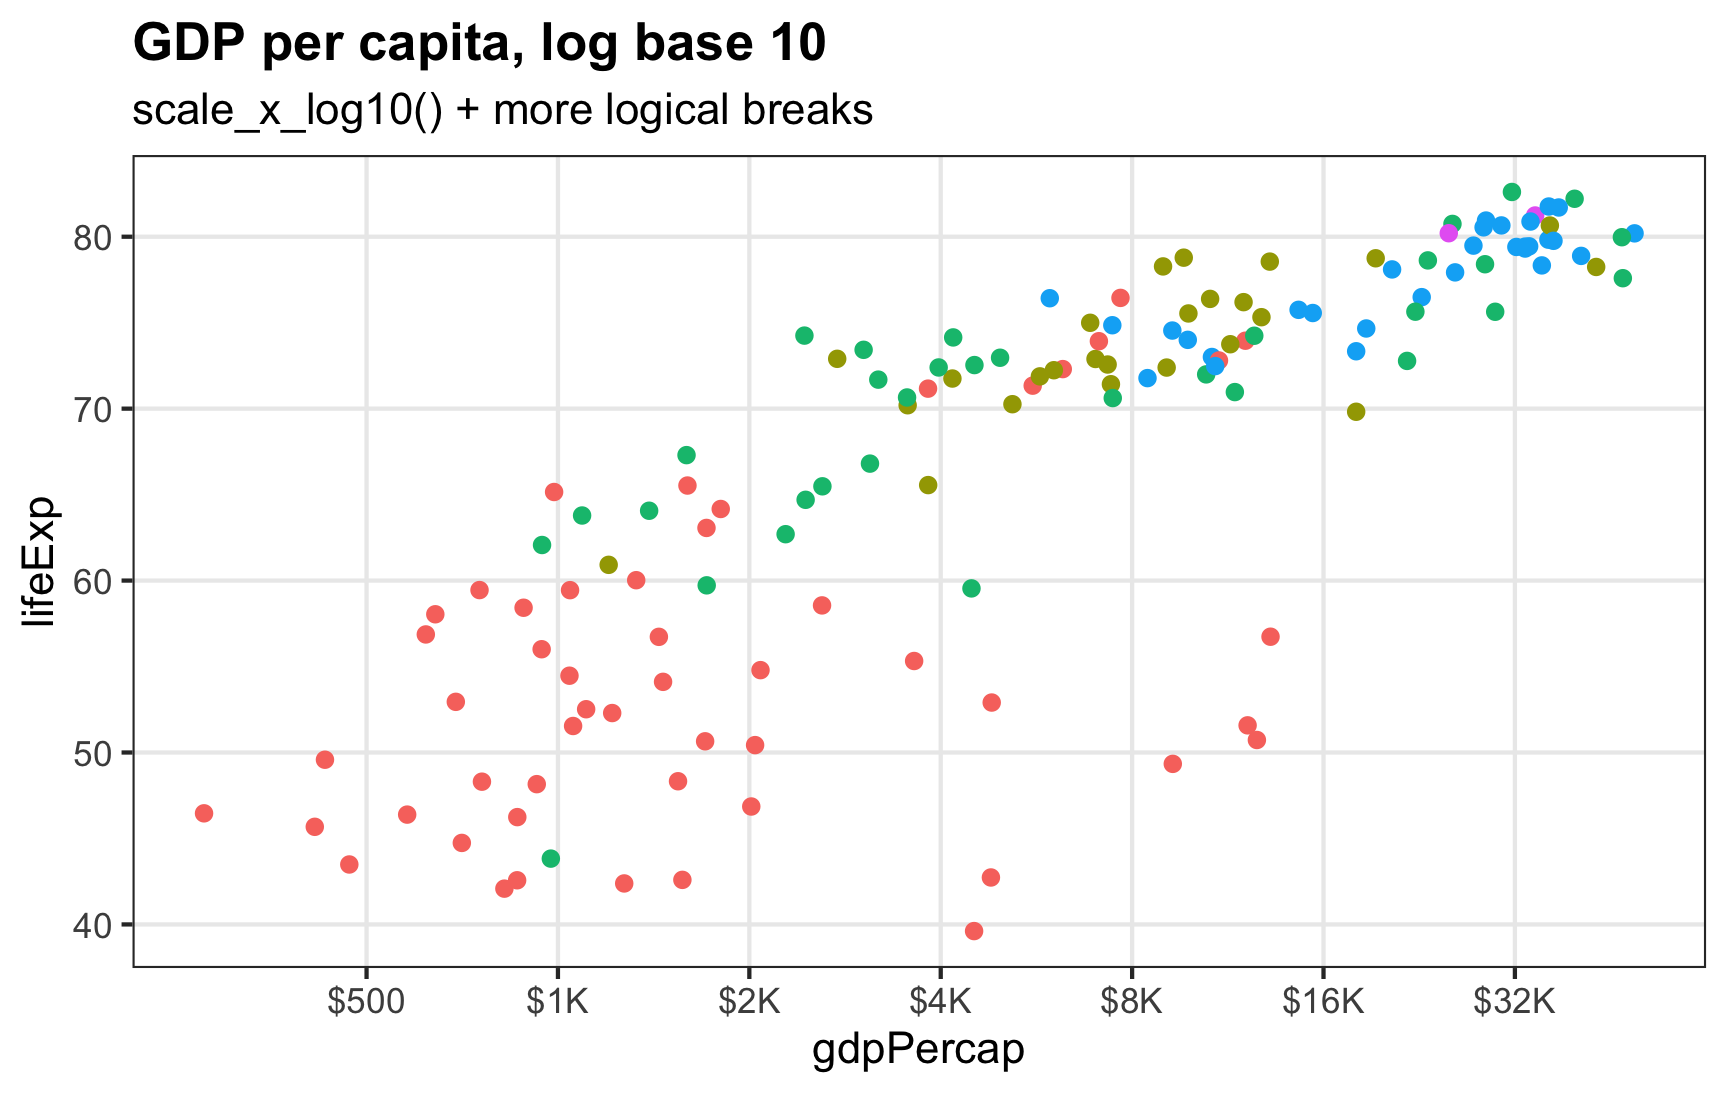 GDP per capita, log base 10
scale_x_log10() + more logical breaks
80
70
60
50
40
lifeExp
$500 $1K $2K $4K $8K $16K $32K
gdpPercap